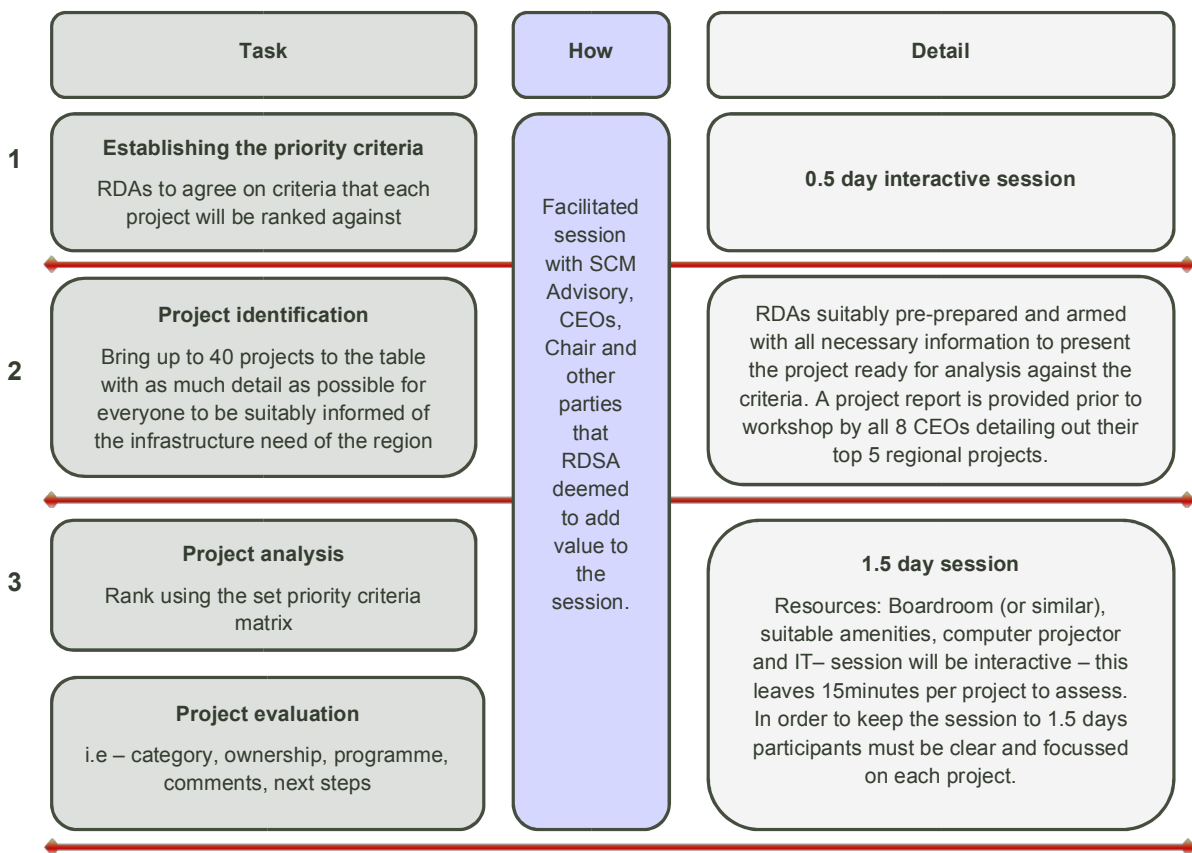 Task
How
Detail
1
Establishing the priority criteria
RDAs to agree on criteria that each
project will be ranked against
0.5 day interactive session
Facilitated
session
with SCM
Advisory,
CEOs,
Chair and
other
parties
that
RDSA
deemed
to add
value to
the
session.
2
Project identification
Bring up to 40 projects to the table
with as much detail as possible for
everyone to be suitably informed of
the infrastructure need of the region
RDAs suitably pre-prepared and armed
with all necessary information to present
the project ready for analysis against the
criteria. A project report is provided prior to
workshop by all 8 CEOs detailing out their
top 5 regional projects.
3
Project analysis
Rank using the set priority criteria
matrix
Project evaluation
i.e – category, ownership, programme,
comments, next steps
1.5 day session
Resources: Boardroom (or similar),
suitable amenities, computer projector
and IT– session will be interactive – this
leaves 15minutes per project to assess.
In order to keep the session to 1.5 days
participants must be clear and focussed
on each project.